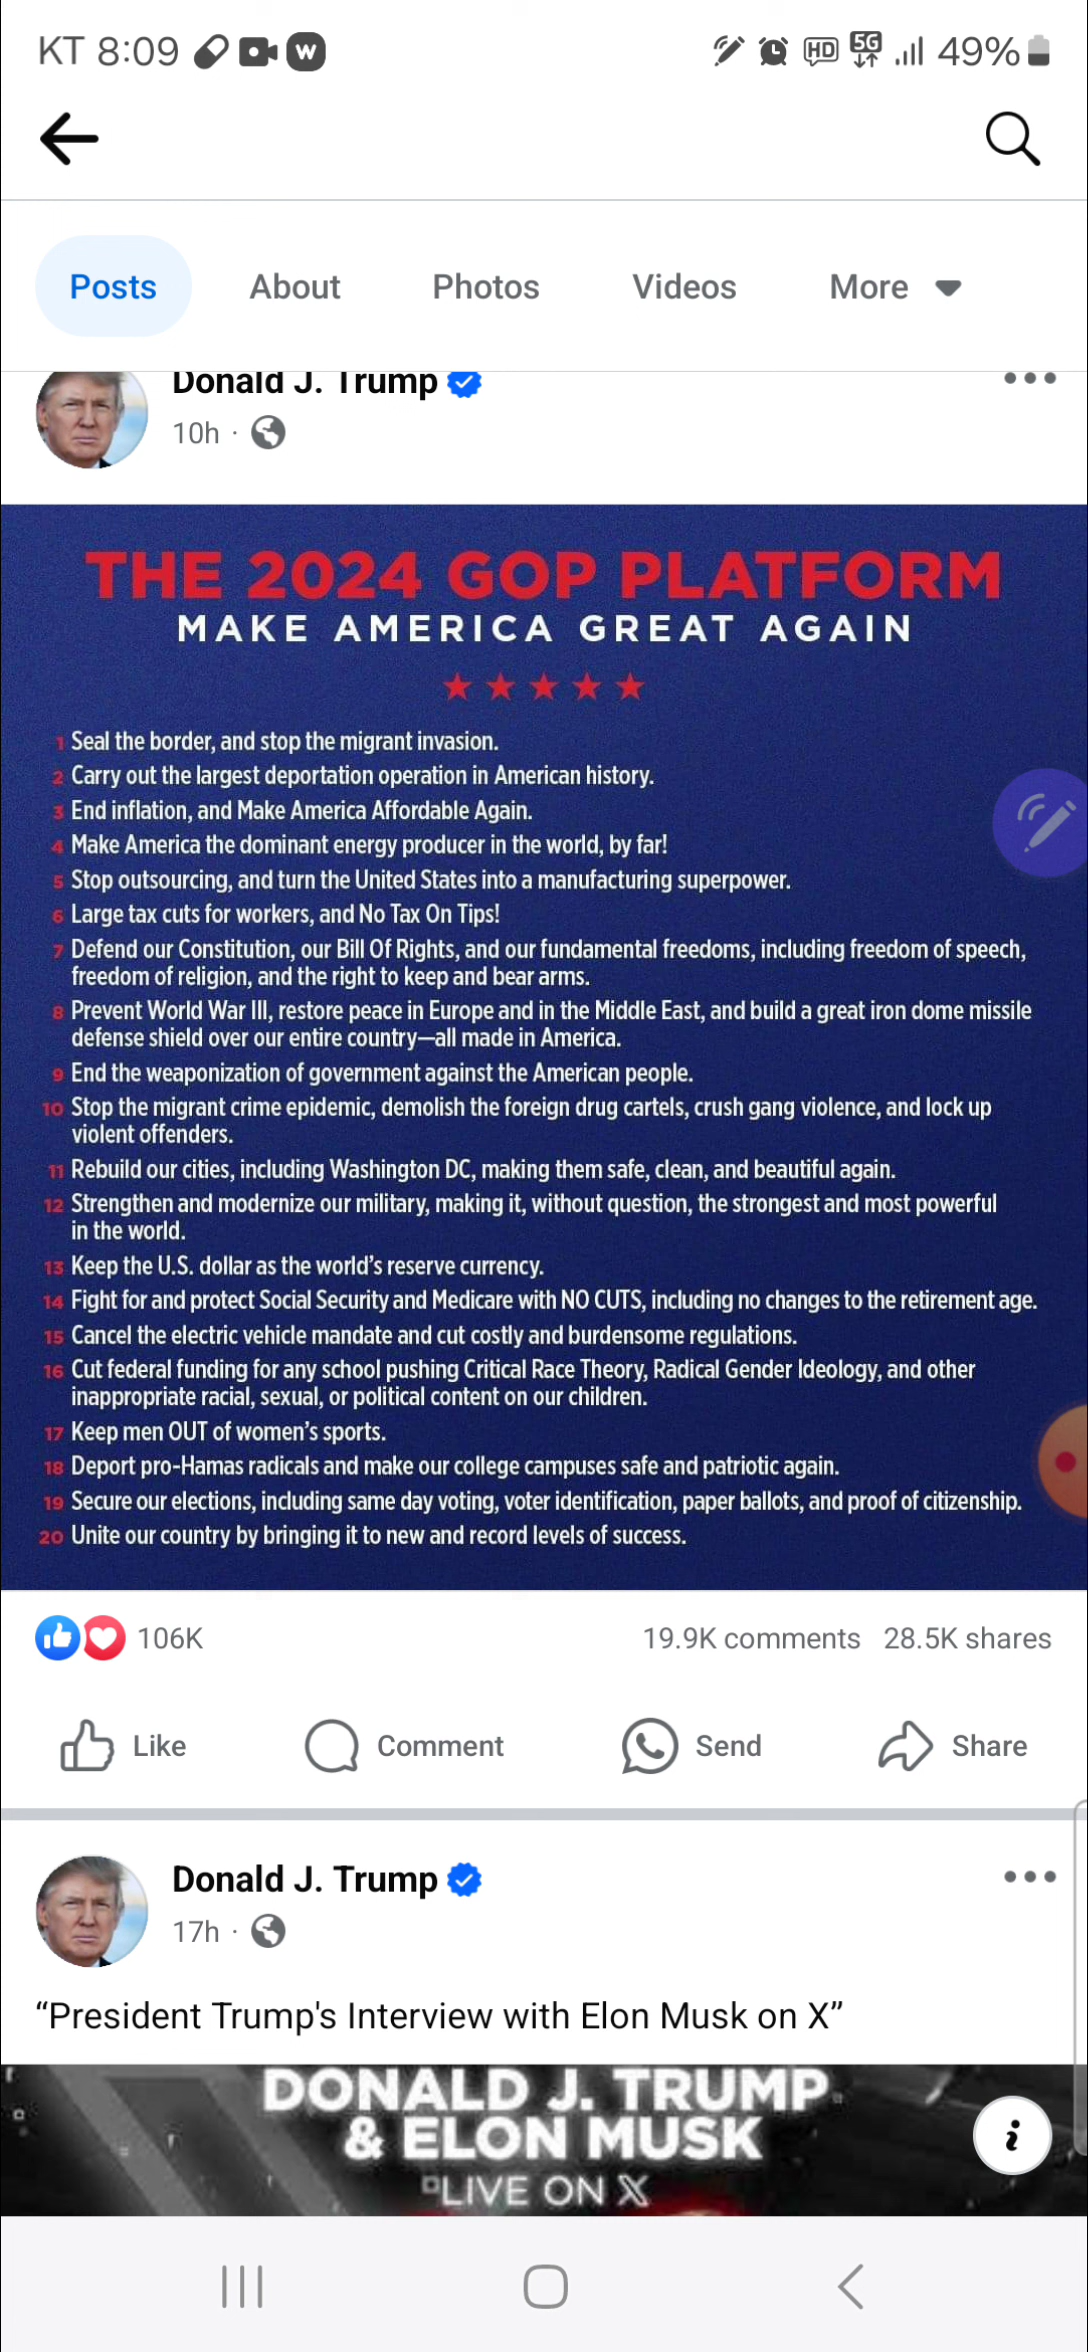 KT 8:09
HD 5G 49%
Posts About Photos Videos More
Donald J. Trump
10h ·
THE 2024 GOP PLATFORM
MAKE AMERICA GREAT AGAIN
1 Seal the border, and stop the migrant invasion.
2 Carry out the largest deportation operation in American history.
3 End inflation, and Make America Affordable Again.
4 Make America the dominant energy producer in the world, by far!
5 Stop outsourcing, and turn the United States into a manufacturing superpower.
6 Large tax cuts for workers, and No Tax On Tips!
7 Defend our Constitution, our Bill Of Rights, and our fundamental freedoms, including freedom of speech,
freedom of religion, and the right to keep and bear arms.
8 Prevent World War III, restore peace in Europe and in the Middle East, and build a great iron dome missile
defense shield over our entire country—all made in America.
9 End the weaponization of government against the American people.
10 Stop the migrant crime epidemic, demolish the foreign drug cartels, crush gang violence, and lock up
violent offenders.
11 Rebuild our cities, including Washington DC, making them safe, clean, and beautiful again.
12 Strengthen and modernize our military, making it, without question, the strongest and most powerful
in the world.
13 Keep the U.S. dollar as the world’s reserve currency.
14 Fight for and protect Social Security and Medicare with NO CUTS, including no changes to the retirement age.
15 Cancel the electric vehicle mandate and cut costly and burdensome regulations.
16 Cut federal funding for any school pushing Critical Race Theory, Radical Gender Ideology, and other
inappropriate racial, sexual, or political content on our children.
17 Keep men OUT of women’s sports.
18 Deport pro-Hamas radicals and make our college campuses safe and patriotic again.
19 Secure our elections, including same day voting, voter identification, paper ballots, and proof of citizenship.
20 Unite our country by bringing it to new and record levels of success.
106K 19.9K comments 28.5K shares
Like Comment Send Share
Donald J. Trump
17h ·
“President Trump's Interview with Elon Musk on X”
DONALD J. TRUMP
& ELON MUSK
LIVE ON X